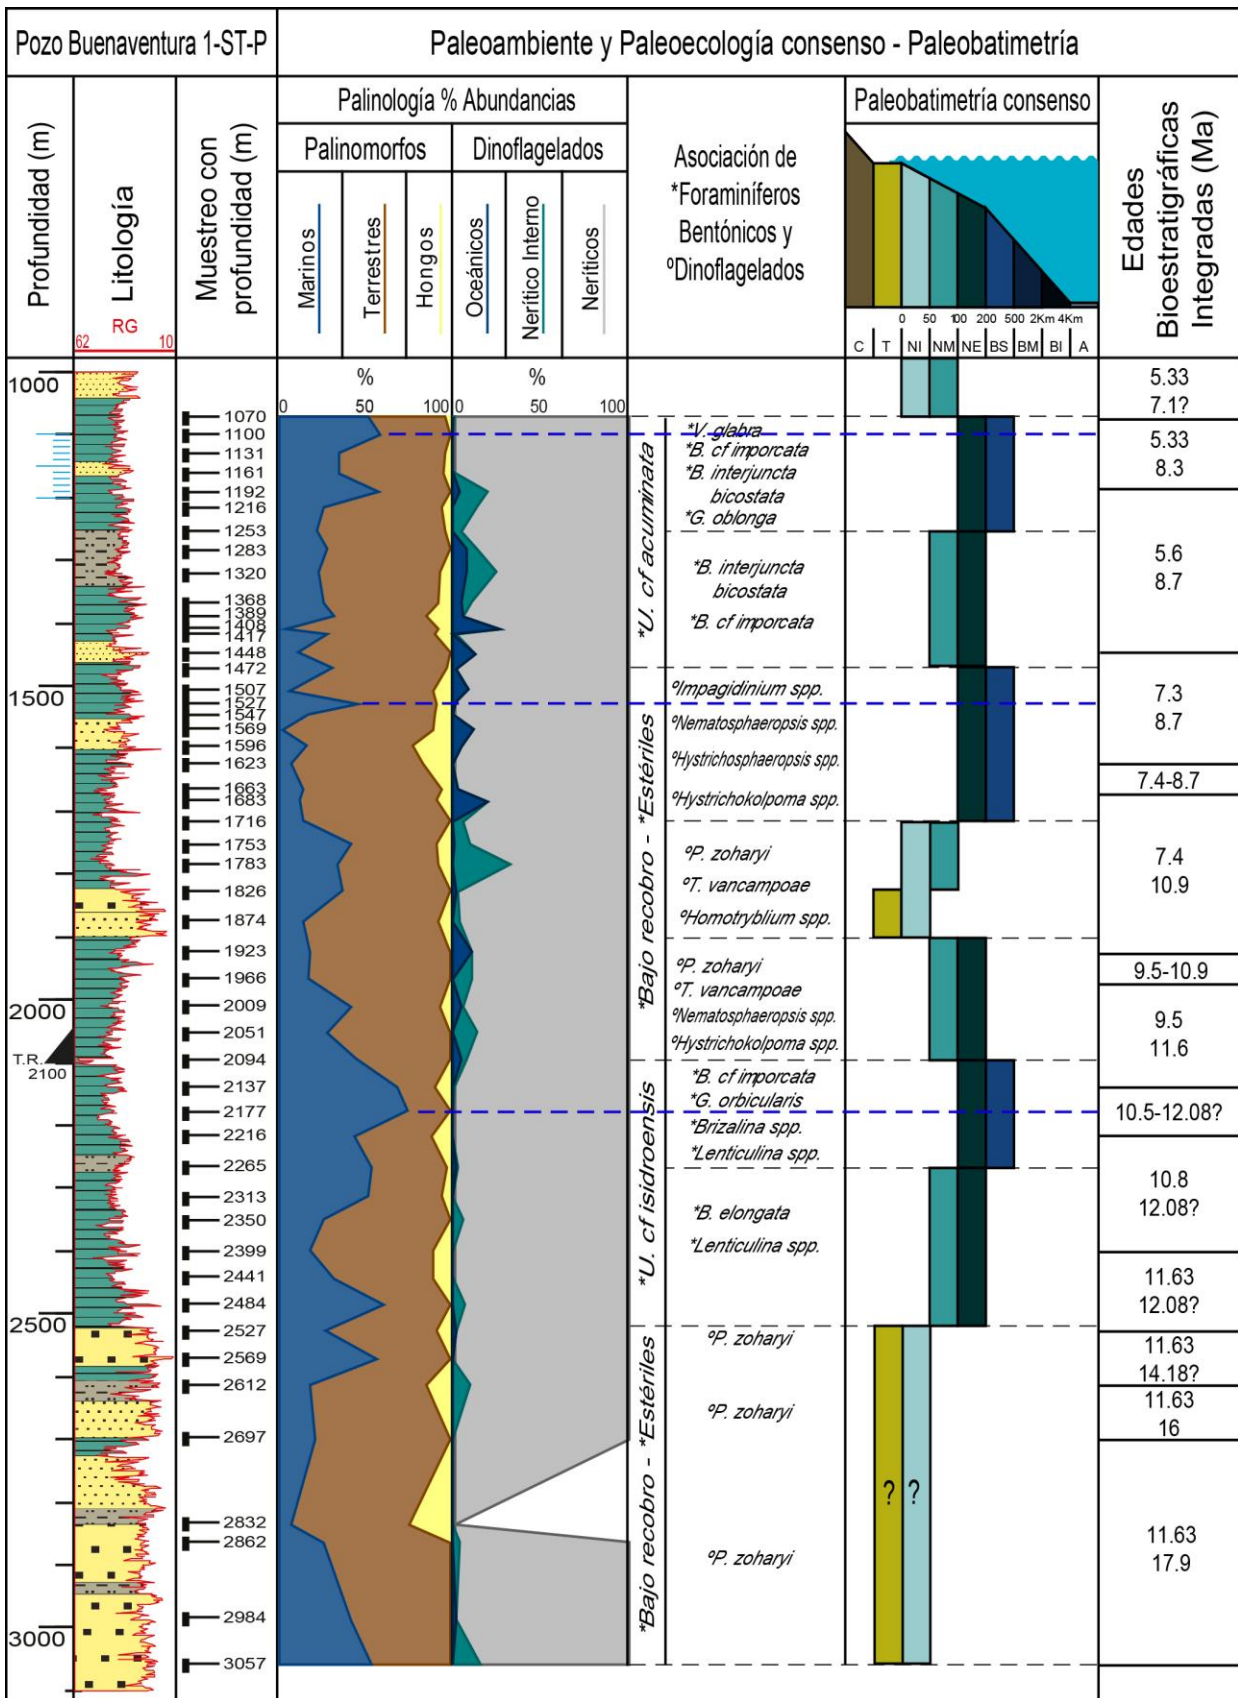 Pozo Buenaventura 1-ST-P
Paleoambiente y Paleoecología consenso - Paleobatimetría
Profundidad (m)
Litología
RG
62 10
Muestreo con
profundidad (m)
Palinología % Abundancias
Palinomorfos
Dinoflagelados
Marinos
Terrestres
Hongos
Oceánicos
Nerítico Interno
Neríticos
Asociación de
*Foraminíferos
Bentónicos y
ºDinoflagelados
Paleobatimetría consenso
0 50 100 200 500 2Km 4Km
C T NI NM NE BS BM BI A
Edades
Bioestratigráficas
Integradas (Ma)
% %
0 50 100 0 50 100
1000
1500
2000
T.R.
2100
2500
3000
1070
1100
1131
1161
1192
1216
1253
1283
1320
1368
1389
1408
1417
1448
1472
1507
1527
1547
1569
1596
1623
1663
1683
1716
1753
1783
1826
1874
1923
1966
2009
2051
2094
2137
2177
2216
2265
2313
2350
2399
2441
2484
2527
2569
2612
2697
2832
2862
2984
3057
*U. cf acuminata
*Bajo recobro - *Estériles
*U. cf isidroensis
*Bajo recobro - *Estériles
*V. glabra
*B. cf imporcata
*B. interjuncta
bicostata
*G. oblonga
*B. interjuncta
bicostata
*B. cf imporcata
ºImpagidinium spp.
ºNematosphaeropsis spp.
ºHystrichosphaeropsis spp.
ºHystrichokolpoma spp.
ºP. zoharyi
ºT. vancampoae
ºHomotryblium spp.
ºP. zoharyi
ºT. vancampoae
ºNematosphaeropsis spp.
ºHystrichokolpoma spp.
*B. cf imporcata
*G. orbicularis
*Brizalina spp.
*Lenticulina spp.
*B. elongata
*Lenticulina spp.
ºP. zoharyi
ºP. zoharyi
ºP. zoharyi
? ?
5.33
7.1?
5.33
8.3
5.6
8.7
7.3
8.7
7.4-8.7
7.4
10.9
9.5-10.9
9.5
11.6
10.5-12.08?
10.8
12.08?
11.63
12.08?
11.63
14.18?
11.63
16
11.63
17.9